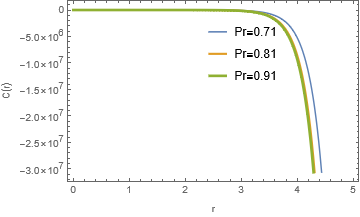 0
-5.0×10⁶
-1.0×10⁷
-1.5×10⁷
-2.0×10⁷
-2.5×10⁷
-3.0×10⁷
C(r)
Pr=0.71
Pr=0.81
Pr=0.91
0 1 2 3 4 5
r